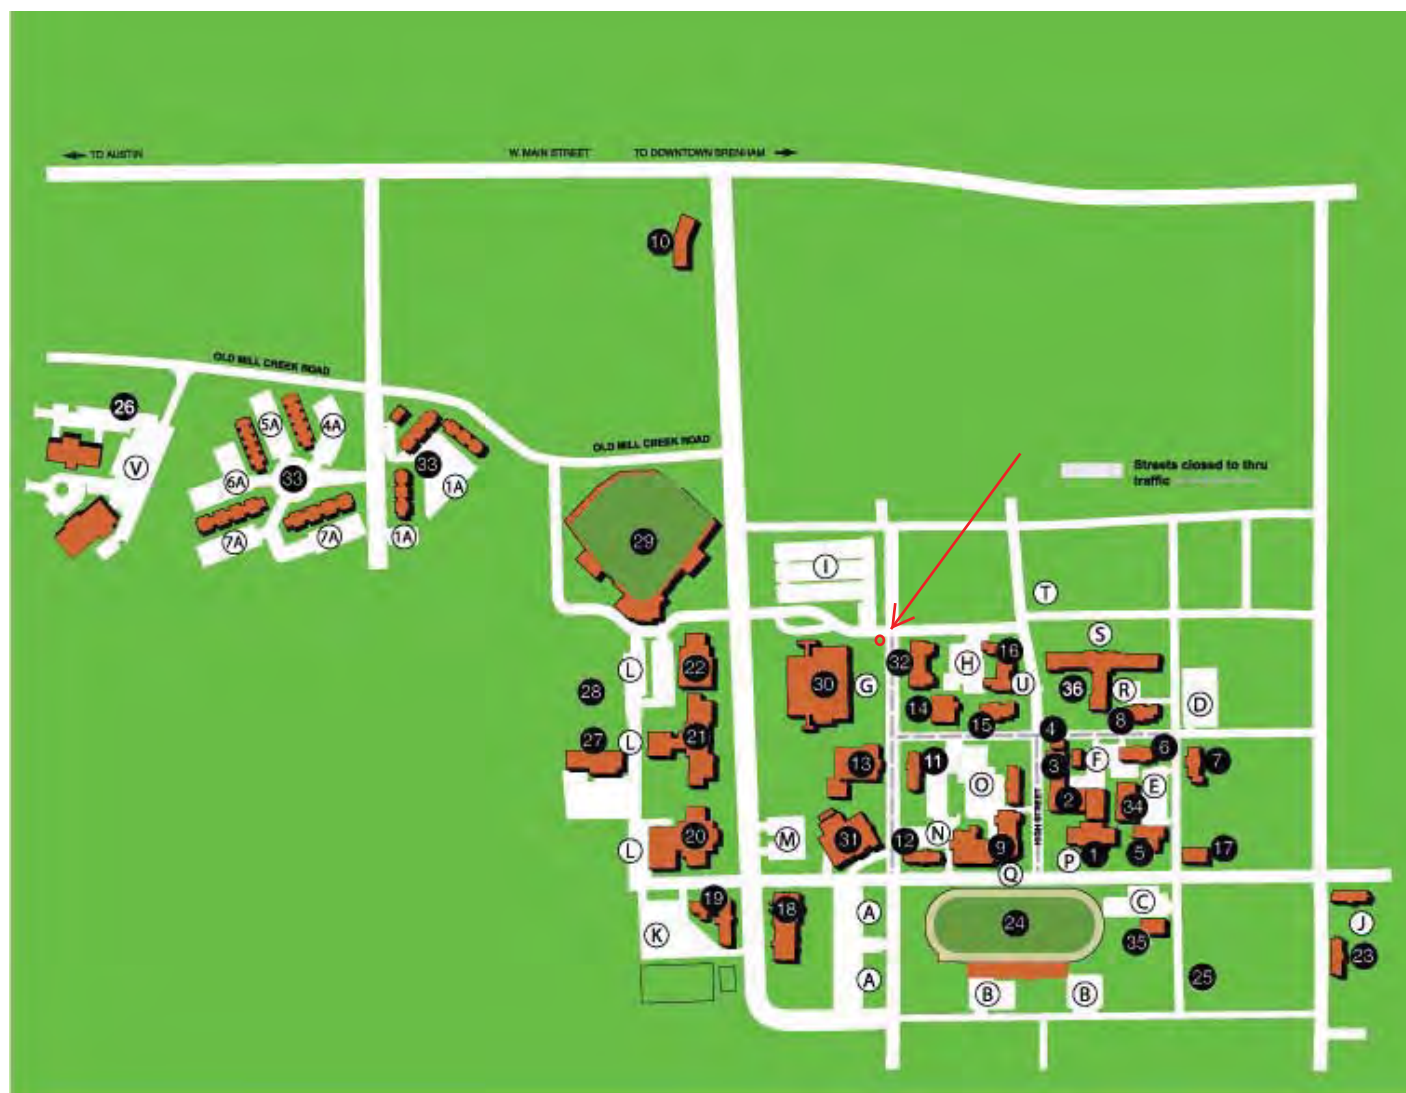 TO AUSTIN
W. MAIN STREET
TO DOWNTOWN BRENHAM
10
OLD MILL CREEK ROAD
26
5A
4A
33
V
6A
33
1A
7A
7A
1A
OLD MILL CREEK ROAD
Streets closed to thru
traffic
29
I
T
S
L
22
32
H
16
30
G
U
36
R
28
14
15
8
D
27
L
21
4
6
13
11
3
F
7
O
2
34
E
HIGH STREET
L
20
M
31
12
N
9
P
1
5
17
Q
19
18
A
24
C
J
K
35
23
A
B
B
25